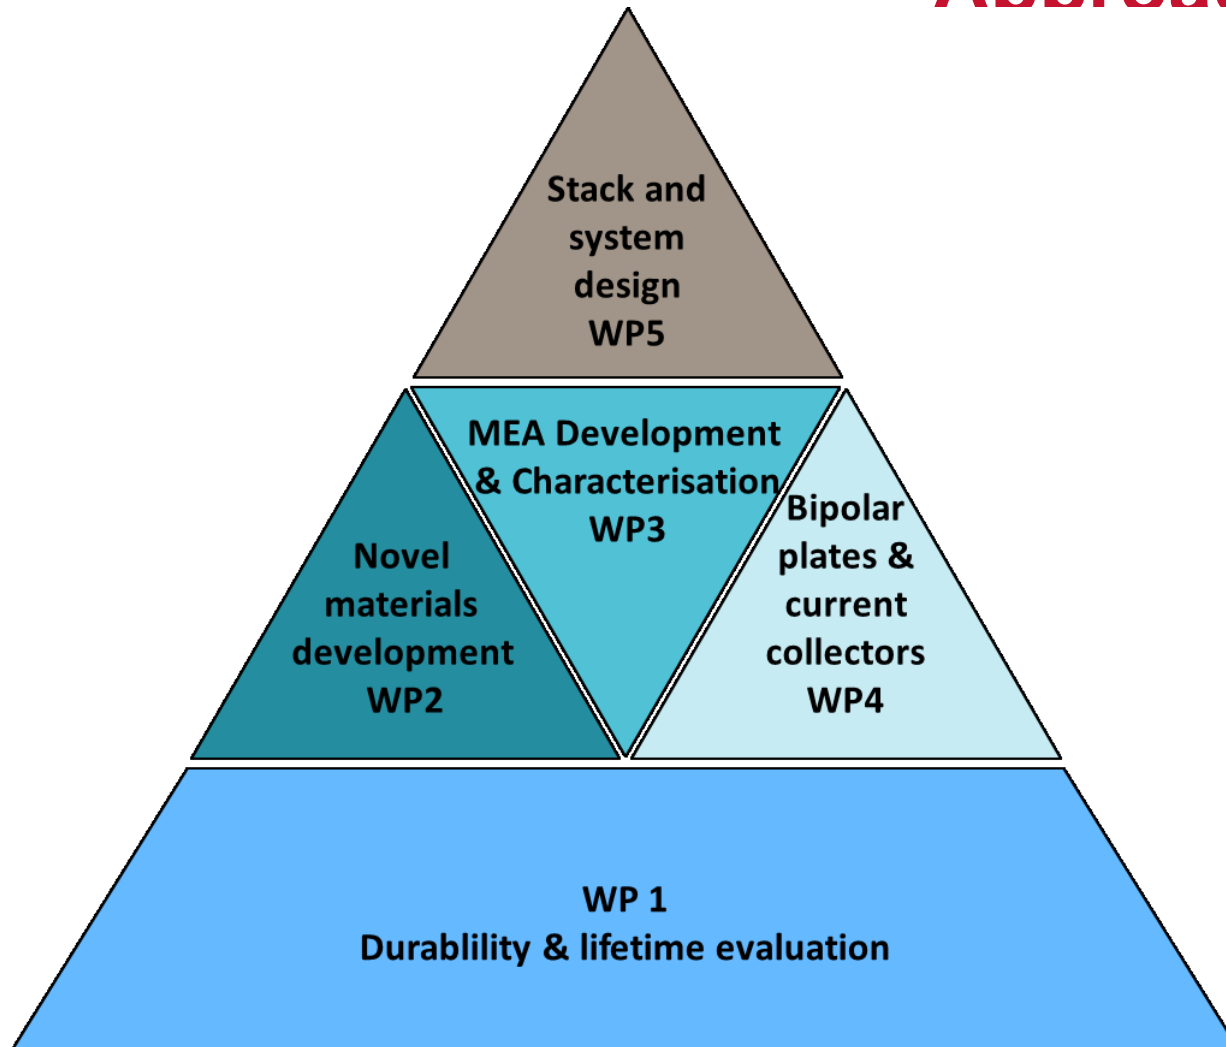 Stack and
system
design
WP5
MEA Development
& Characterisation
WP3
Novel
materials
development
WP2
Bipolar
plates &
current
collectors
WP4
WP 1
Durablility & lifetime evaluation